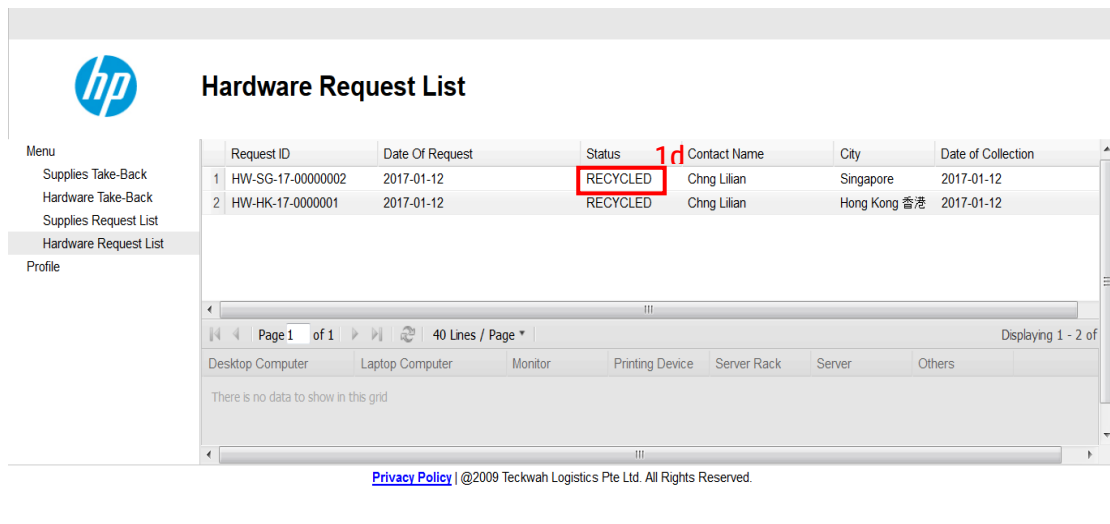 hp
Hardware Request List
Menu
Supplies Take-Back
Hardware Take-Back
Supplies Request List
Hardware Request List
Profile
Request ID Date Of Request Status 1d Contact Name City Date of Collection
1 HW-SG-17-00000002 2017-01-12 RECYCLED Chng Lilian Singapore 2017-01-12
2 HW-HK-17-0000001 2017-01-12 RECYCLED Chng Lilian Hong Kong 香港 2017-01-12
Page 1 of 1 40 Lines / Page Displaying 1 - 2 of
Desktop Computer Laptop Computer Monitor Printing Device Server Rack Server Others
There is no data to show in this grid
Privacy Policy | @2009 Teckwah Logistics Pte Ltd. All Rights Reserved.